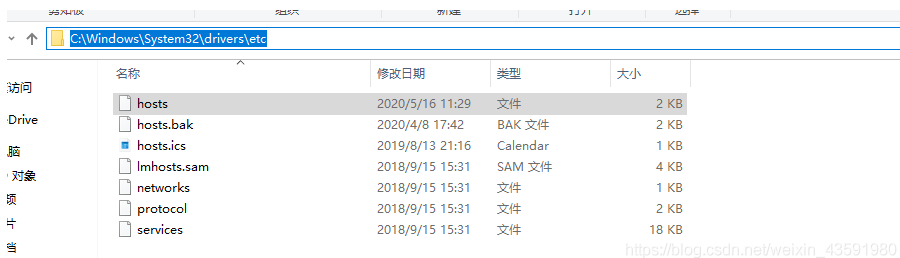 C:\Windows\System32\drivers\etc
名称 修改日期 类型 大小
hosts 2020/5/16 11:29 文件 2 KB
hosts.bak 2020/4/8 17:42 BAK 文件 2 KB
hosts.ics 2019/8/13 21:16 Calendar 1 KB
lmhosts.sam 2018/9/15 15:31 SAM 文件 4 KB
networks 2018/9/15 15:31 文件 1 KB
protocol 2018/9/15 15:31 文件 2 KB
services 2018/9/15 15:31 文件 18 KB
访问
Drive
对象
片
https://blog.csdn.net/weixin_43591980